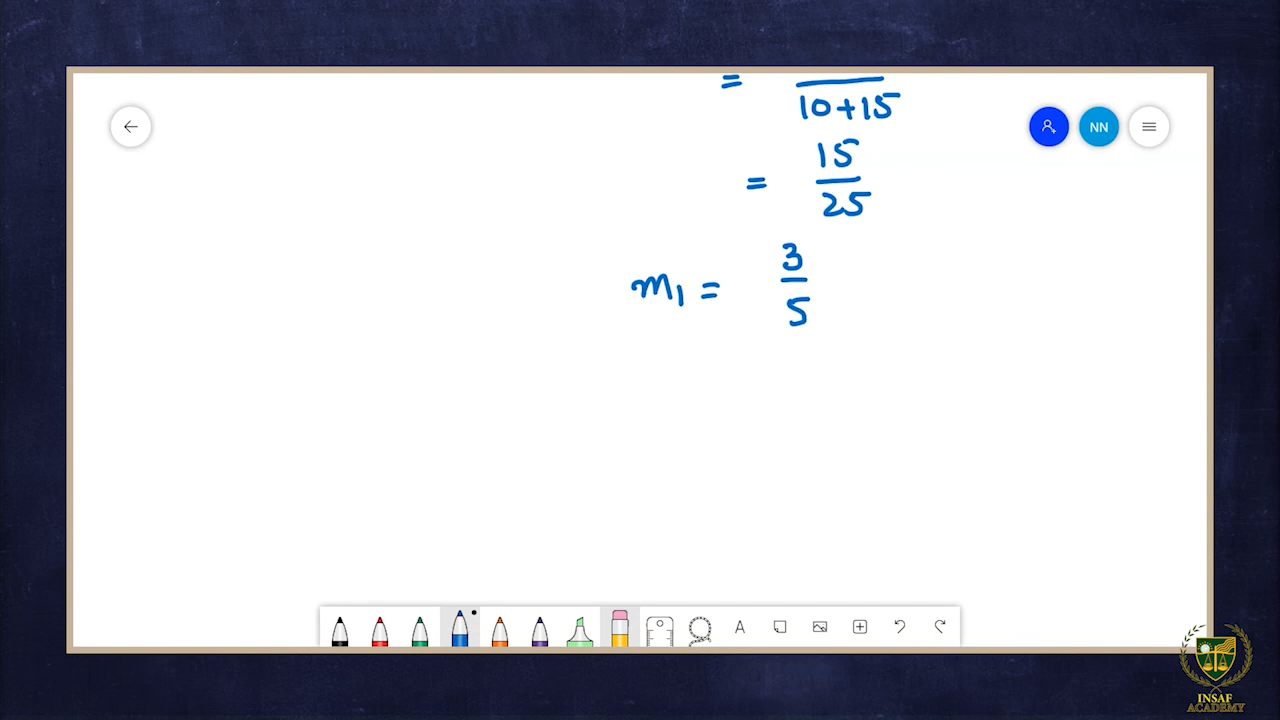 =
10+15
NN
= 15/25
m₁ = 3/5
A
INSAF
ACADEMY